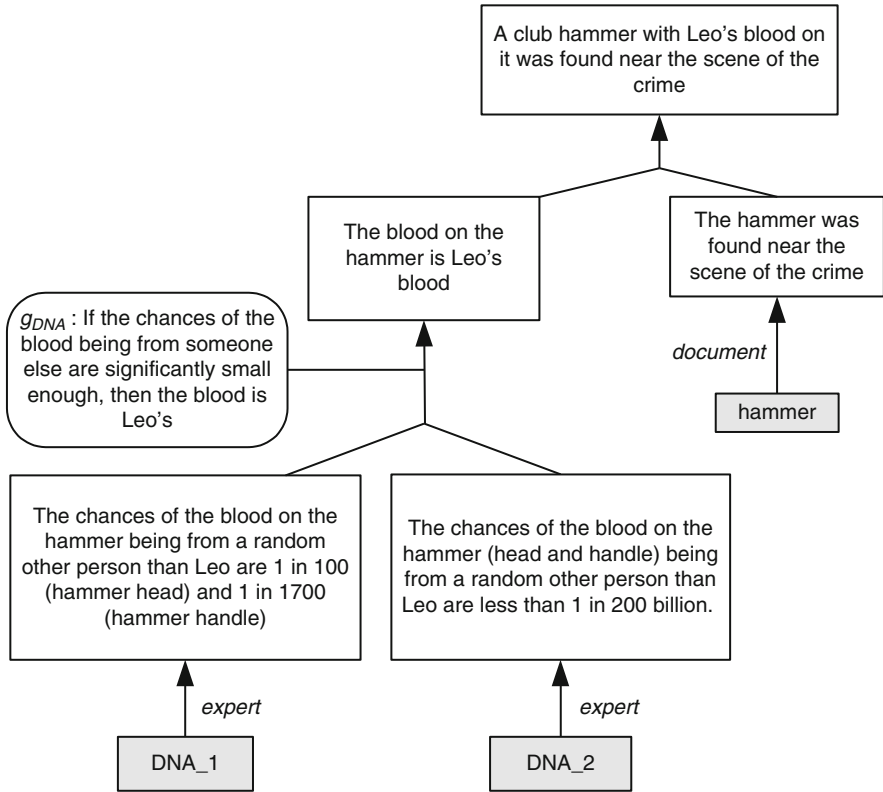 A club hammer with Leo's blood on
it was found near the scene of the
crime
The blood on the
hammer is Leo's
blood
The hammer was
found near the
scene of the crime
g_DNA : If the chances of the
blood being from someone
else are significantly small
enough, then the blood is
Leo's
document
hammer
The chances of the blood on the
hammer being from a random
other person than Leo are 1 in 100
(hammer head) and 1 in 1700
(hammer handle)
The chances of the blood on the
hammer (head and handle) being
from a random other person than
Leo are less than 1 in 200 billion.
expert
expert
DNA_1
DNA_2